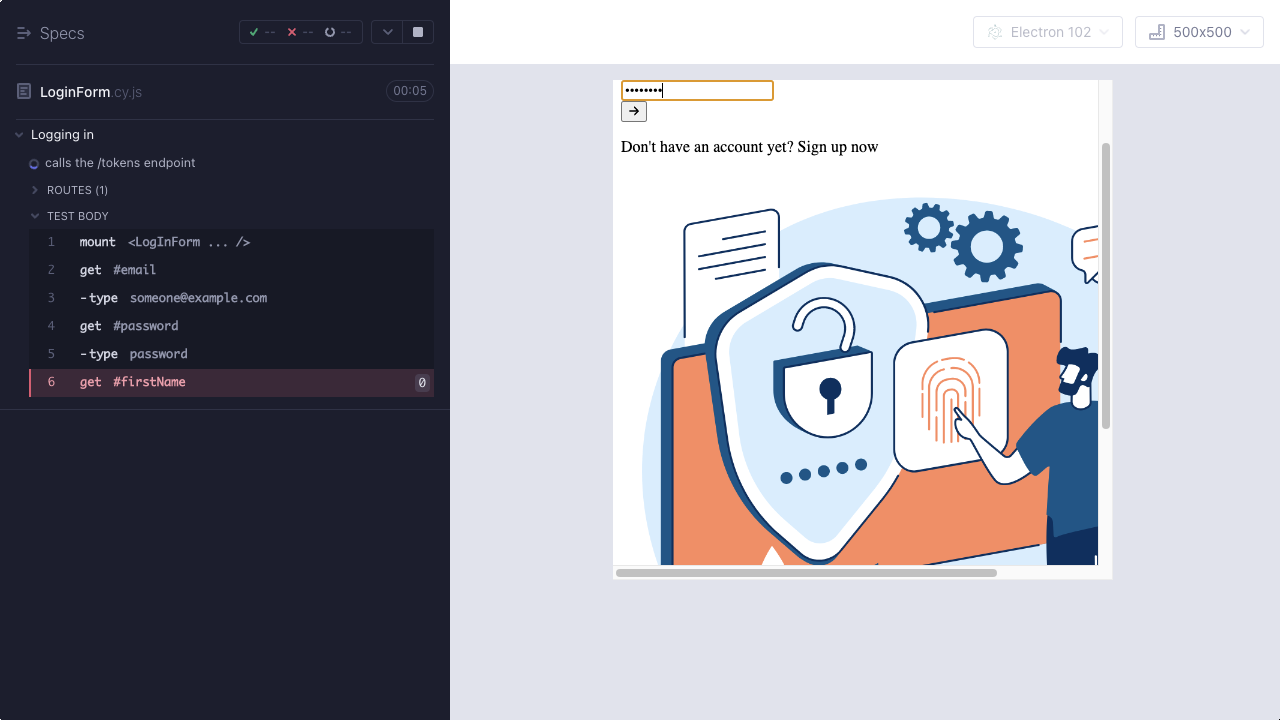 Specs
-- -- --
Electron 102
500x500
LoginForm.cy.js
00:05
Logging in
calls the /tokens endpoint
ROUTES (1)
TEST BODY
1 mount <LogInForm ... />
2 get #email
3 -type someone@example.com
4 get #password
5 -type password
6 get #firstName 0
••••••••
Don't have an account yet? Sign up now